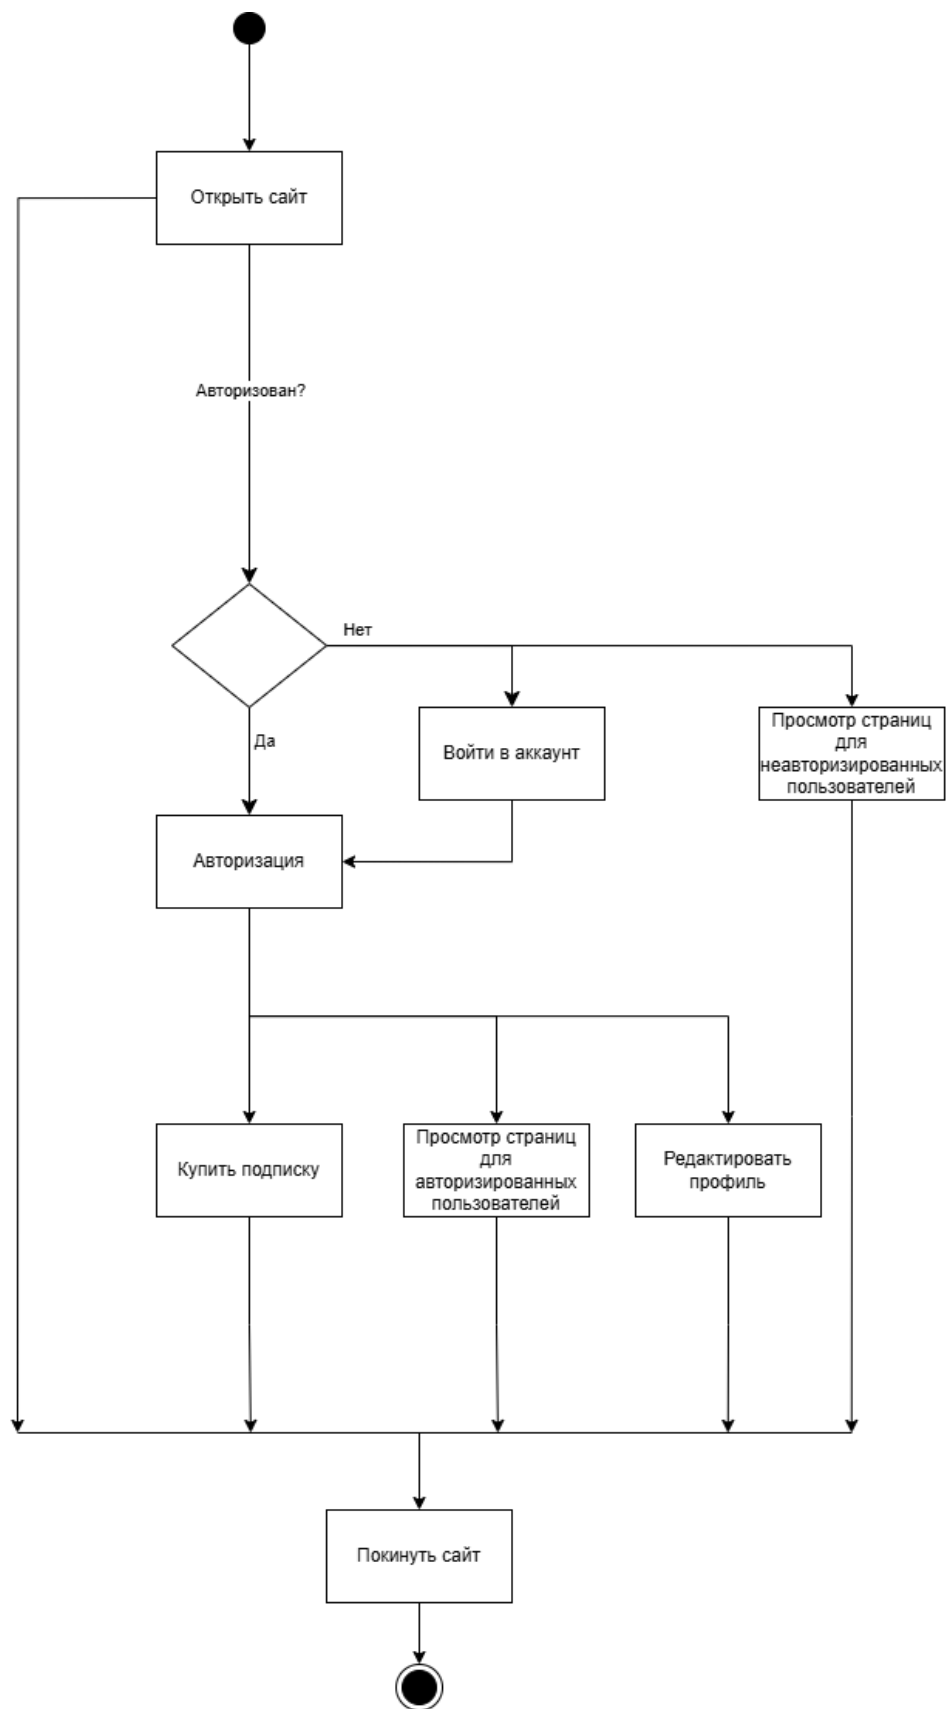 Открыть сайт
Авторизован?
Нет
Да
Войти в аккаунт
Просмотр страниц
для
неавторизированных
пользователей
Авторизация
Купить подписку
Просмотр страниц
для
авторизированных
пользователей
Редактировать
профиль
Покинуть сайт